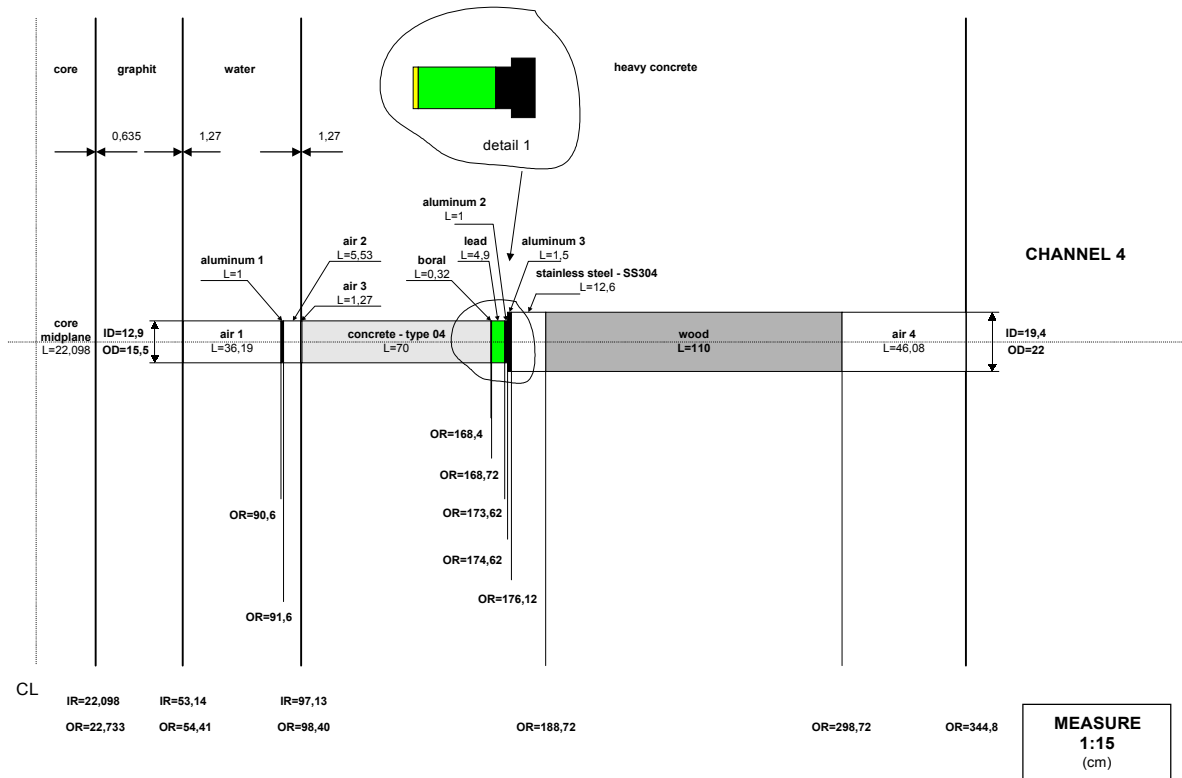 core
graphit
water
heavy concrete
0,635
1,27
1,27
detail 1
aluminum 2
L=1
air 2
L=5,53
lead
L=4,9
aluminum 3
L=1,5
CHANNEL 4
aluminum 1
L=1
boral
L=0,32
stainless steel - SS304
L=12,6
air 3
L=1,27
core
midplane
L=22,098
ID=12,9
OD=15,5
air 1
L=36,19
concrete - type 04
L=70
wood
L=110
air 4
L=46,08
ID=19,4
OD=22
OR=168,4
OR=168,72
OR=90,6
OR=173,62
OR=174,62
OR=176,12
OR=91,6
CL
IR=22,098
IR=53,14
IR=97,13
OR=22,733
OR=54,41
OR=98,40
OR=188,72
OR=298,72
OR=344,8
MEASURE
1:15
(cm)